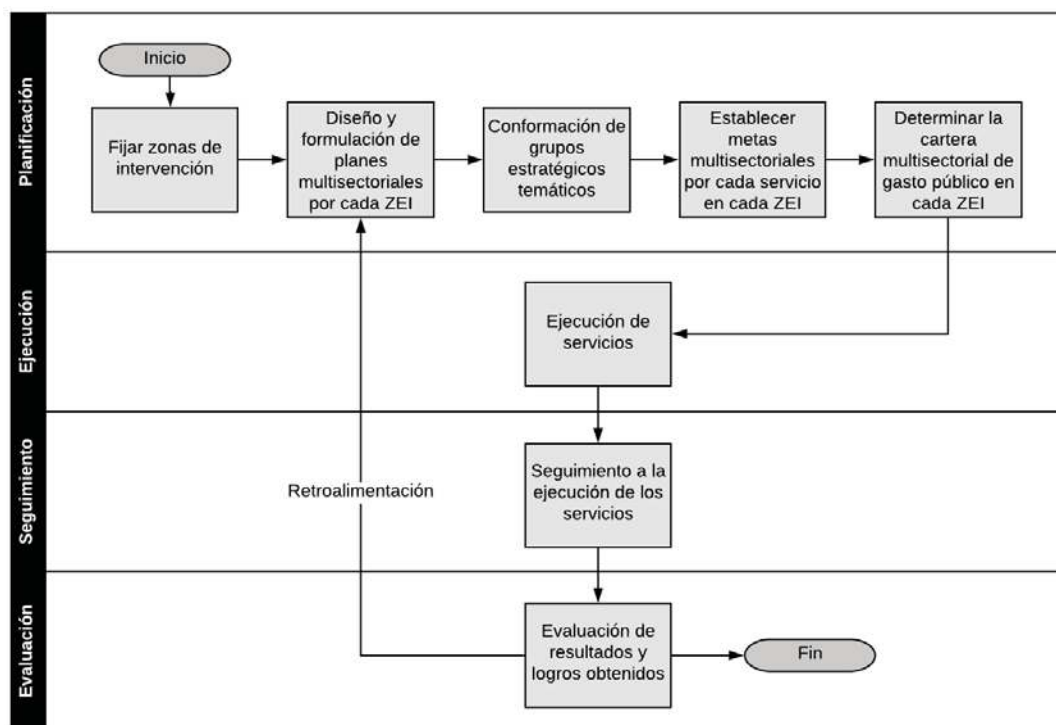 Planificación
Inicio
Fijar zonas de
intervención
Diseño y
formulación de
planes
multisectoriales
por cada ZEI
Conformación de
grupos
estratégicos
temáticos
Establecer
metas
multisectoriales
por cada servicio
en cada ZEI
Determinar la
cartera
multisectorial de
gasto público en
cada ZEI
Ejecución
Ejecución de
servicios
Seguimiento
Retroalimentación
Seguimiento a la
ejecución de los
servicios
Evaluación
Evaluación de
resultados y
logros obtenidos
Fin